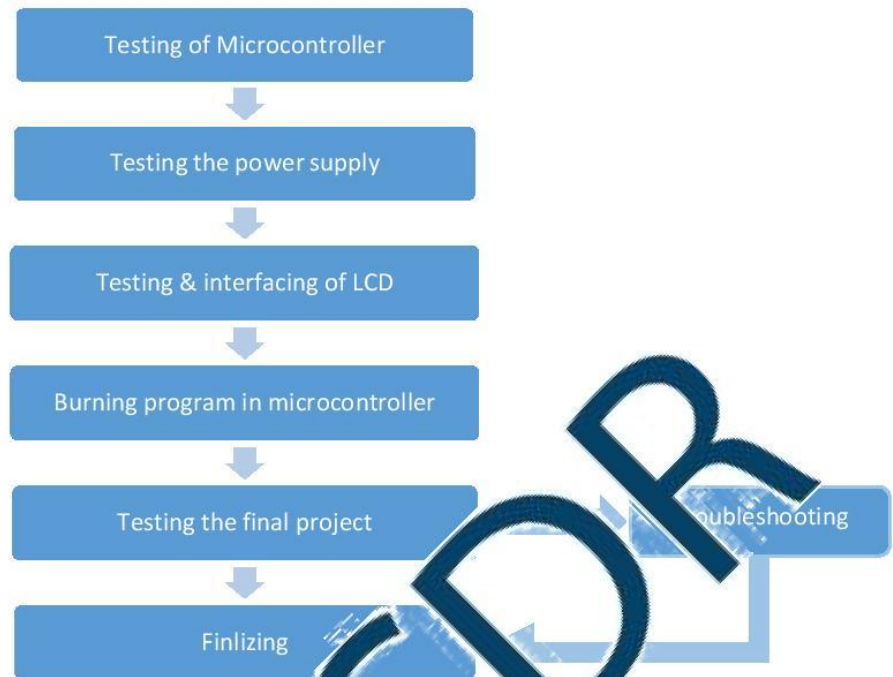 Testing of Microcontroller
Testing the power supply
Testing & interfacing of LCD
Burning program in microcontroller
Testing the final project
Finlizing